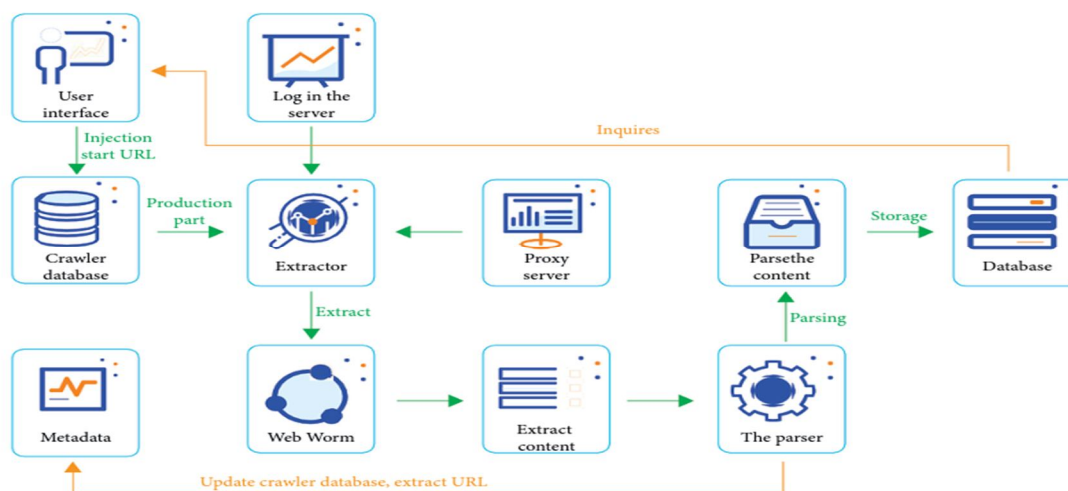 User
interface
Log in the
server
Inquires
Injection
start URL
Crawler
database
Production
part
Extractor
Proxy
server
Parsethe
content
Storage
Database
Extract
Parsing
Metadata
Web Worm
Extract
content
The parser
Update crawler database, extract URL